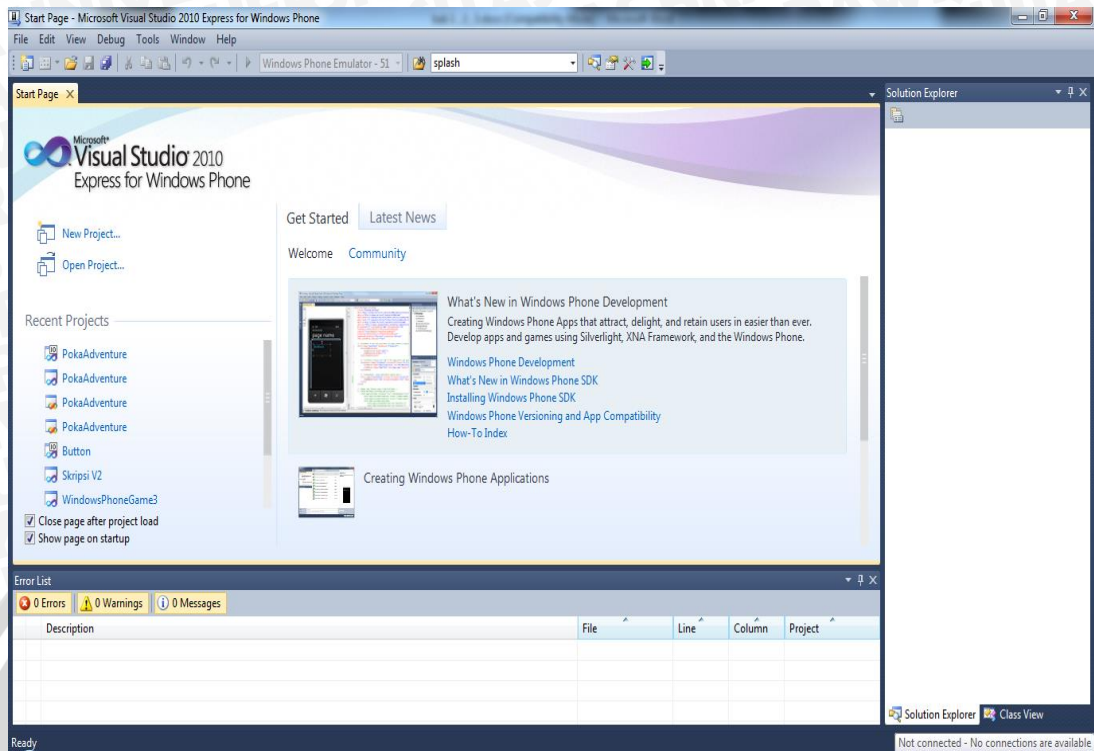 Start Page - Microsoft Visual Studio 2010 Express for Windows Phone
File Edit View Debug Tools Window Help
Windows Phone Emulator - 51 splash
Start Page
Solution Explorer
Microsoft
Visual Studio 2010
Express for Windows Phone
New Project...
Open Project...
Recent Projects
PokaAdventure
PokaAdventure
PokaAdventure
PokaAdventure
Button
Skripsi V2
WindowsPhoneGame3
Close page after project load
Show page on startup
Get Started Latest News
Welcome Community
What's New in Windows Phone Development
Creating Windows Phone Apps that attract, delight, and retain users in easier than ever.
Develop apps and games using Silverlight, XNA Framework, and the Windows Phone.
Windows Phone Development
What's New in Windows Phone SDK
Installing Windows Phone SDK
Windows Phone Versioning and App Compatibility
How-To Index
Creating Windows Phone Applications
Error List
0 Errors 0 Warnings 0 Messages
Description File Line Column Project
Solution Explorer Class View
Ready
Not connected - No connections are available